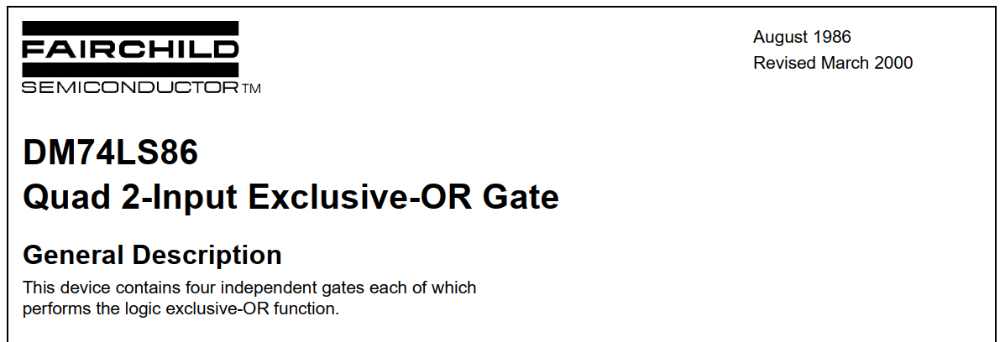 FAIRCHILD
SEMICONDUCTOR™
August 1986
Revised March 2000
DM74LS86
Quad 2-Input Exclusive-OR Gate
General Description
This device contains four independent gates each of which
performs the logic exclusive-OR function.